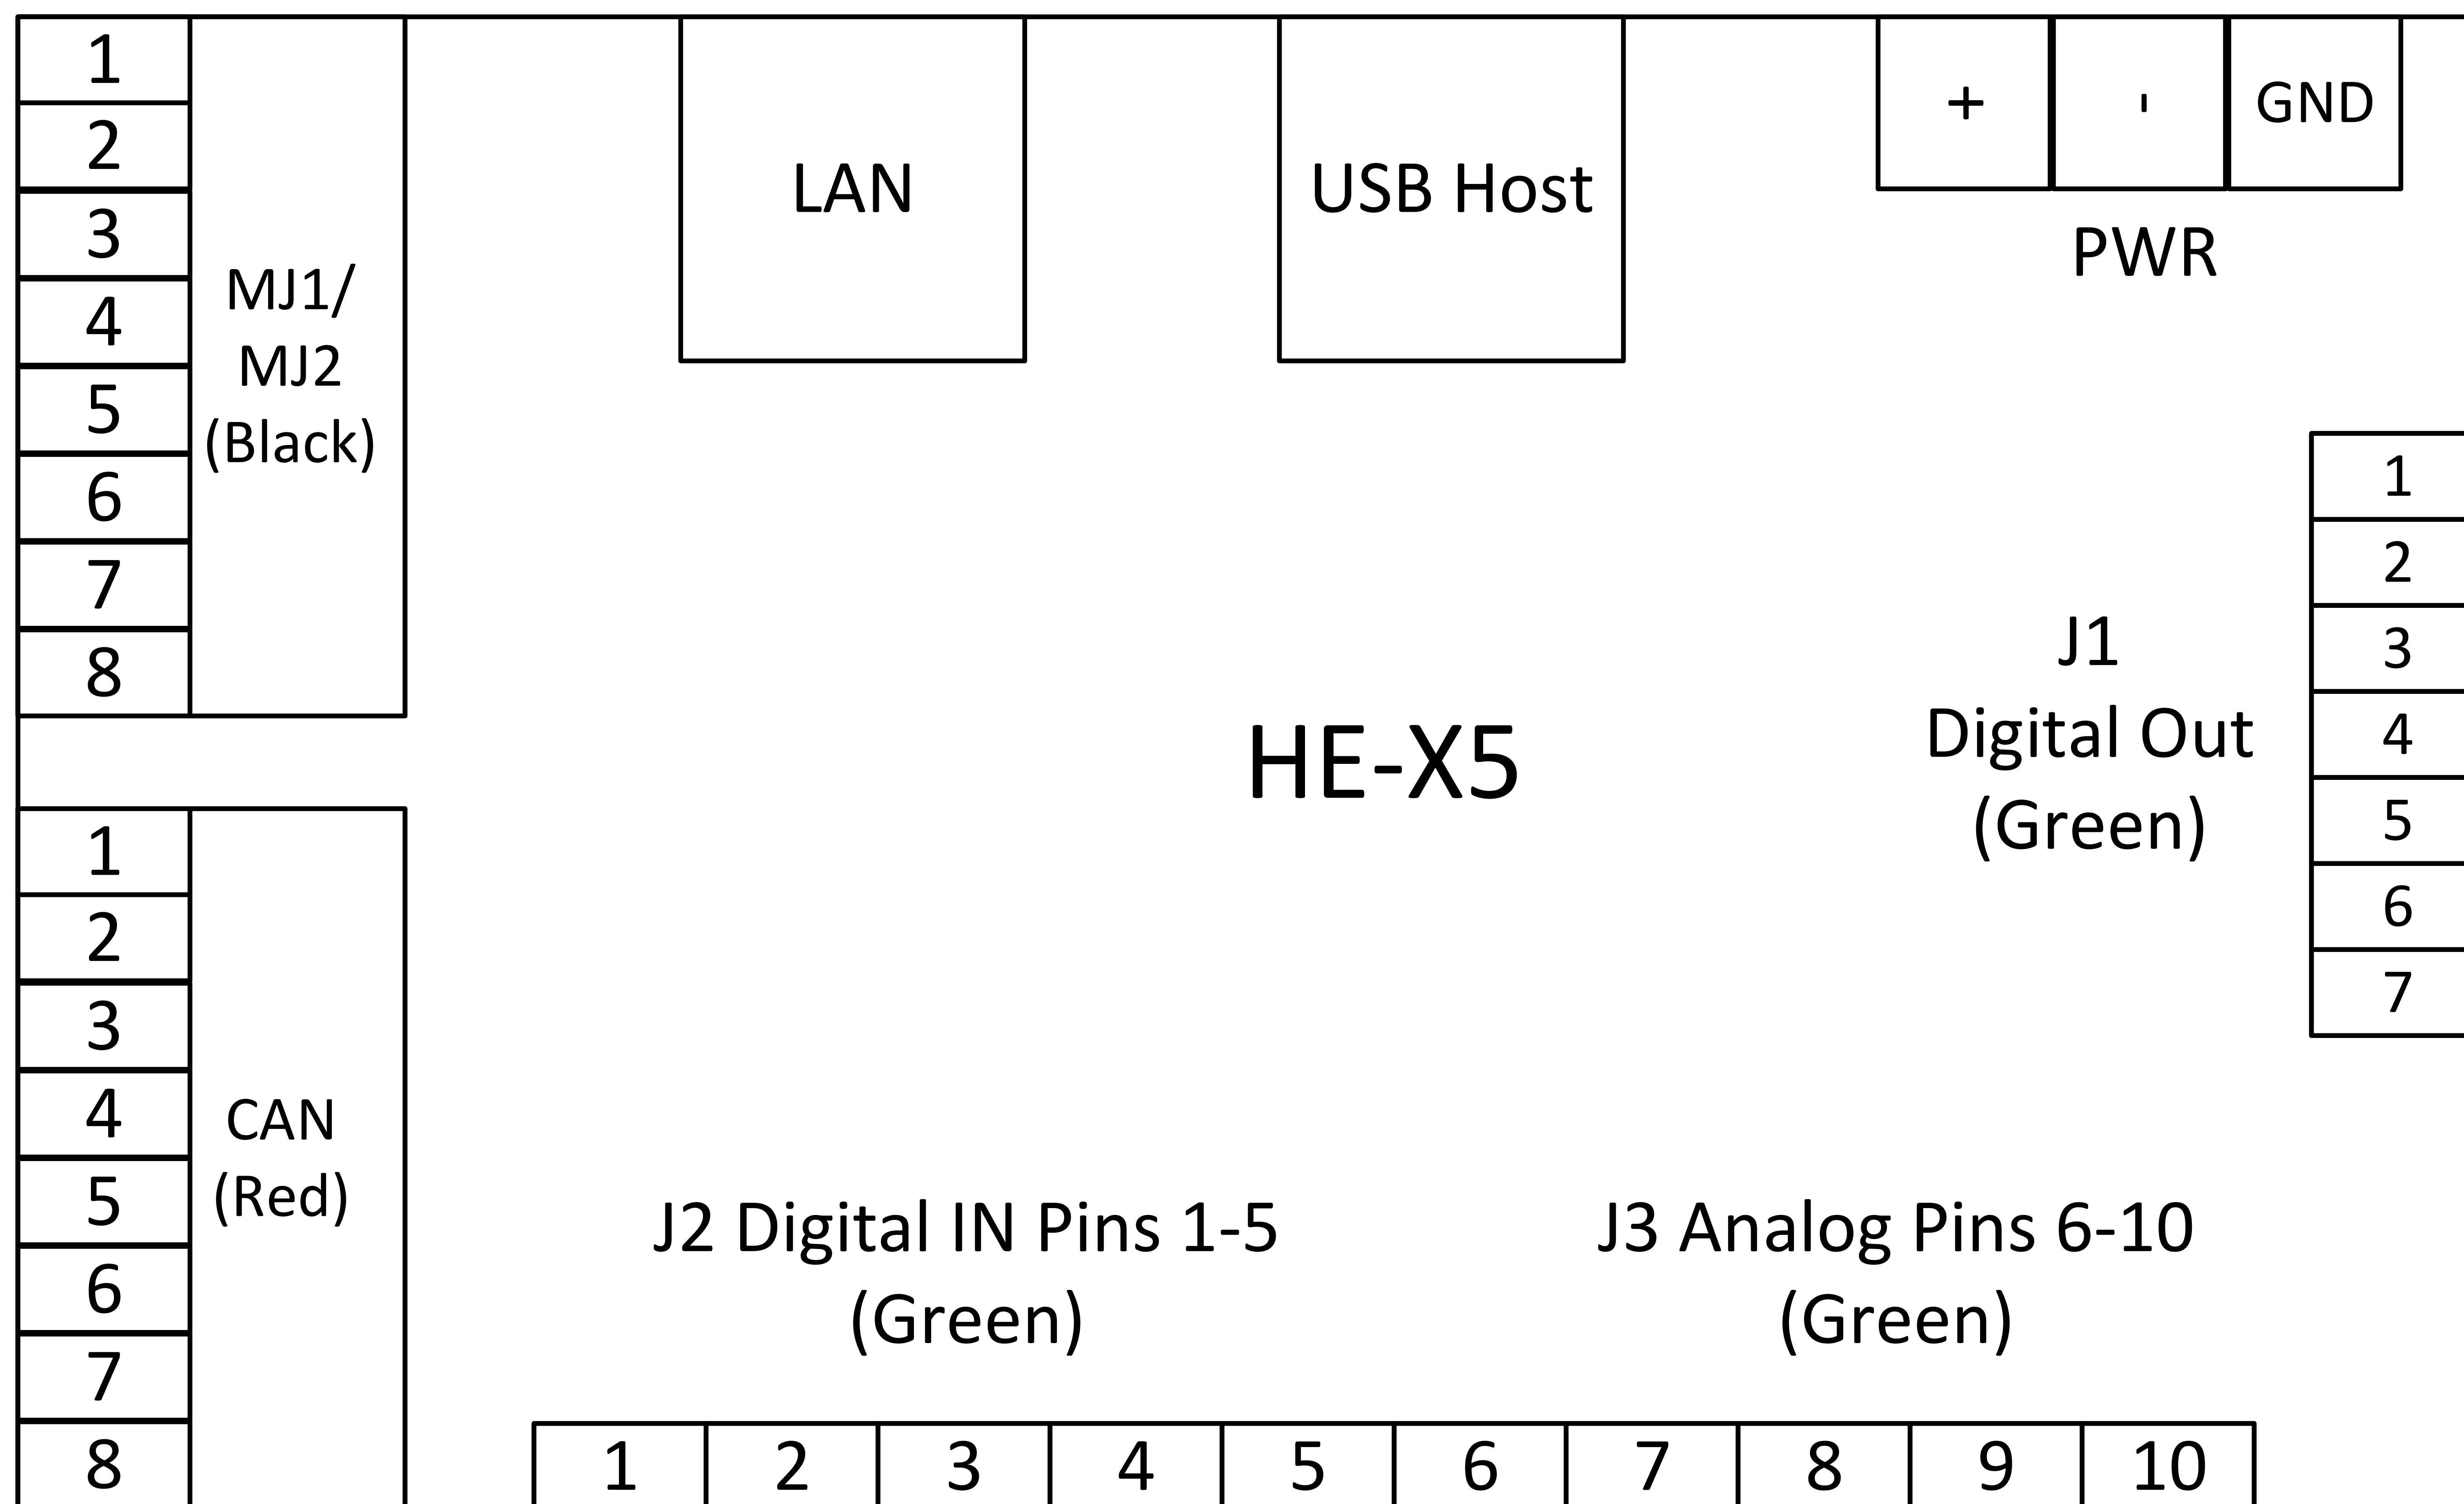 1
2
3
4
5
6
7
8
MJ1/
MJ2
(Black)
LAN
USB Host
+ - GND
PWR
J1
Digital Out
(Green)
1
2
3
4
5
6
7
HE-X5
1
2
3
4
5
6
7
8
CAN
(Red)
J2 Digital IN Pins 1-5
(Green)
J3 Analog Pins 6-10
(Green)
1 2 3 4 5 6 7 8 9 10